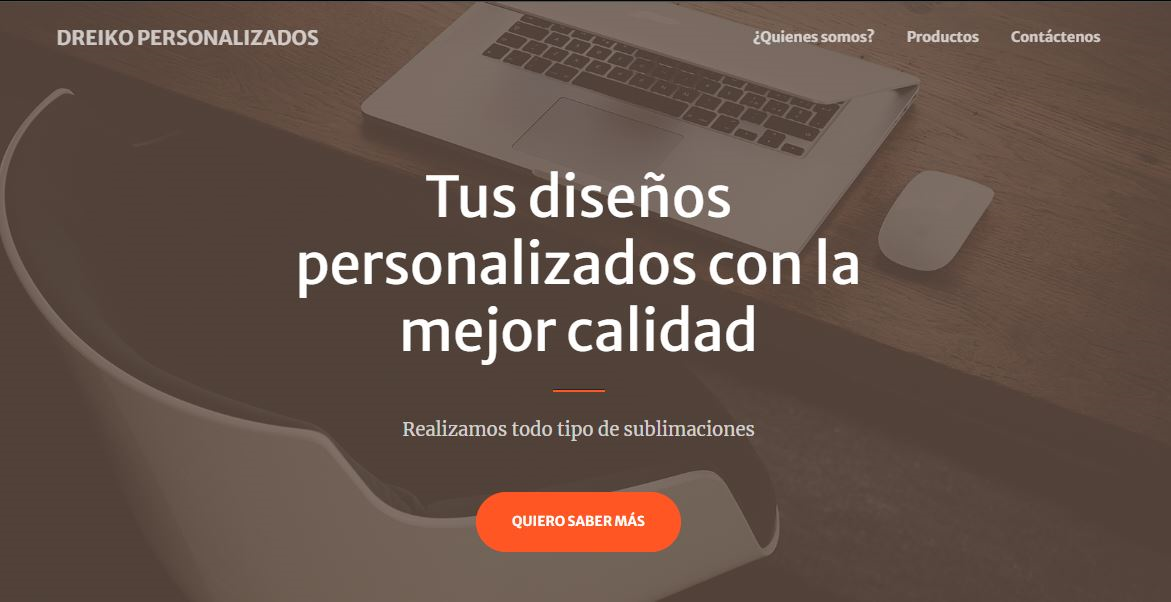 DREIKO PERSONALIZADOS
¿Quienes somos? Productos Contáctenos
Tus diseños
personalizados con la
mejor calidad
Realizamos todo tipo de sublimaciones
QUIERO SABER MÁS